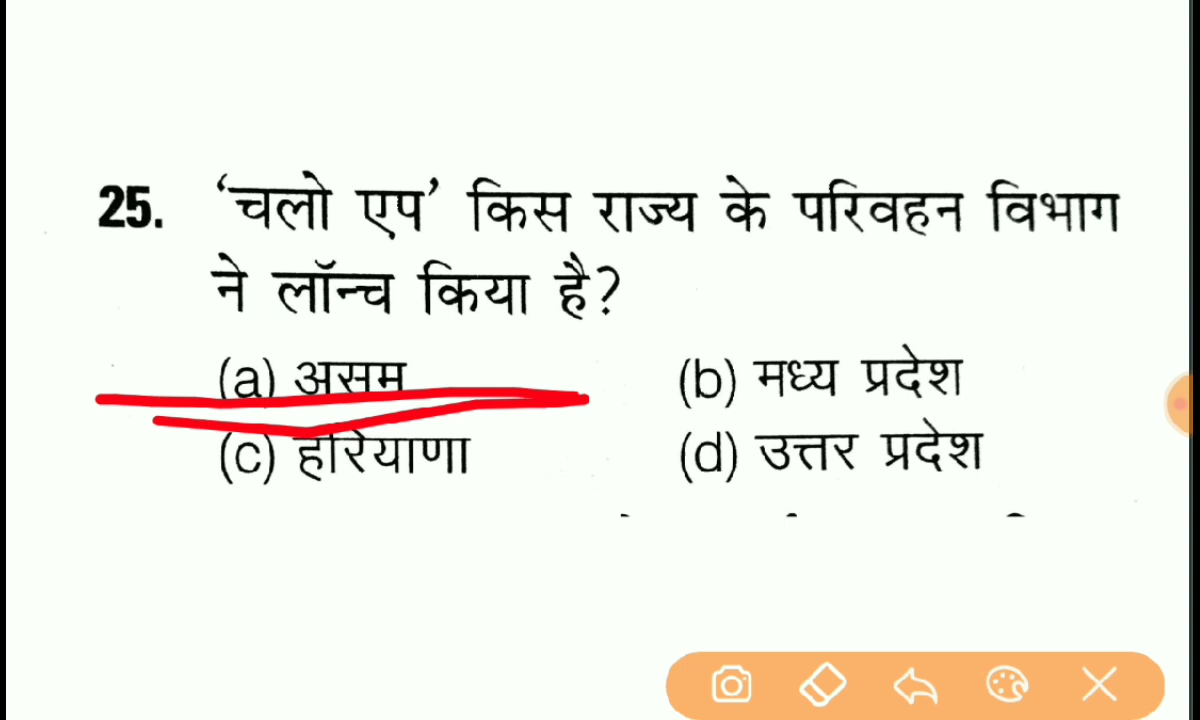 25. ‘चलो एप’ किस राज्य के परिवहन विभाग
ने लॉन्च किया है?
(a) असम (b) मध्य प्रदेश
(c) हरियाणा (d) उत्तर प्रदेश